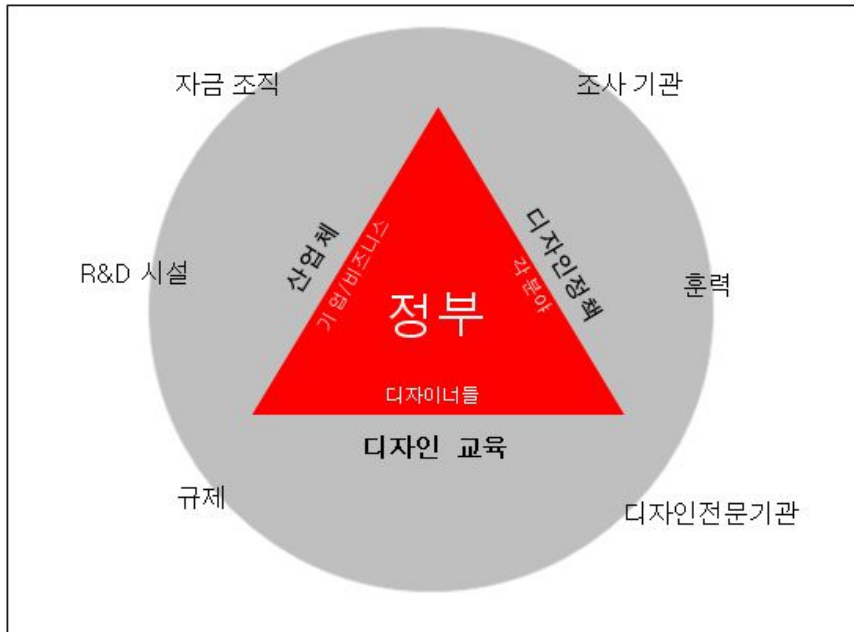 자금 조직
조사 기관
산업체
기업/비즈니스
디자인정책
각 분야
R&D 시설
훈력
정부
디자이너들
디자인 교육
규제
디자인전문기관